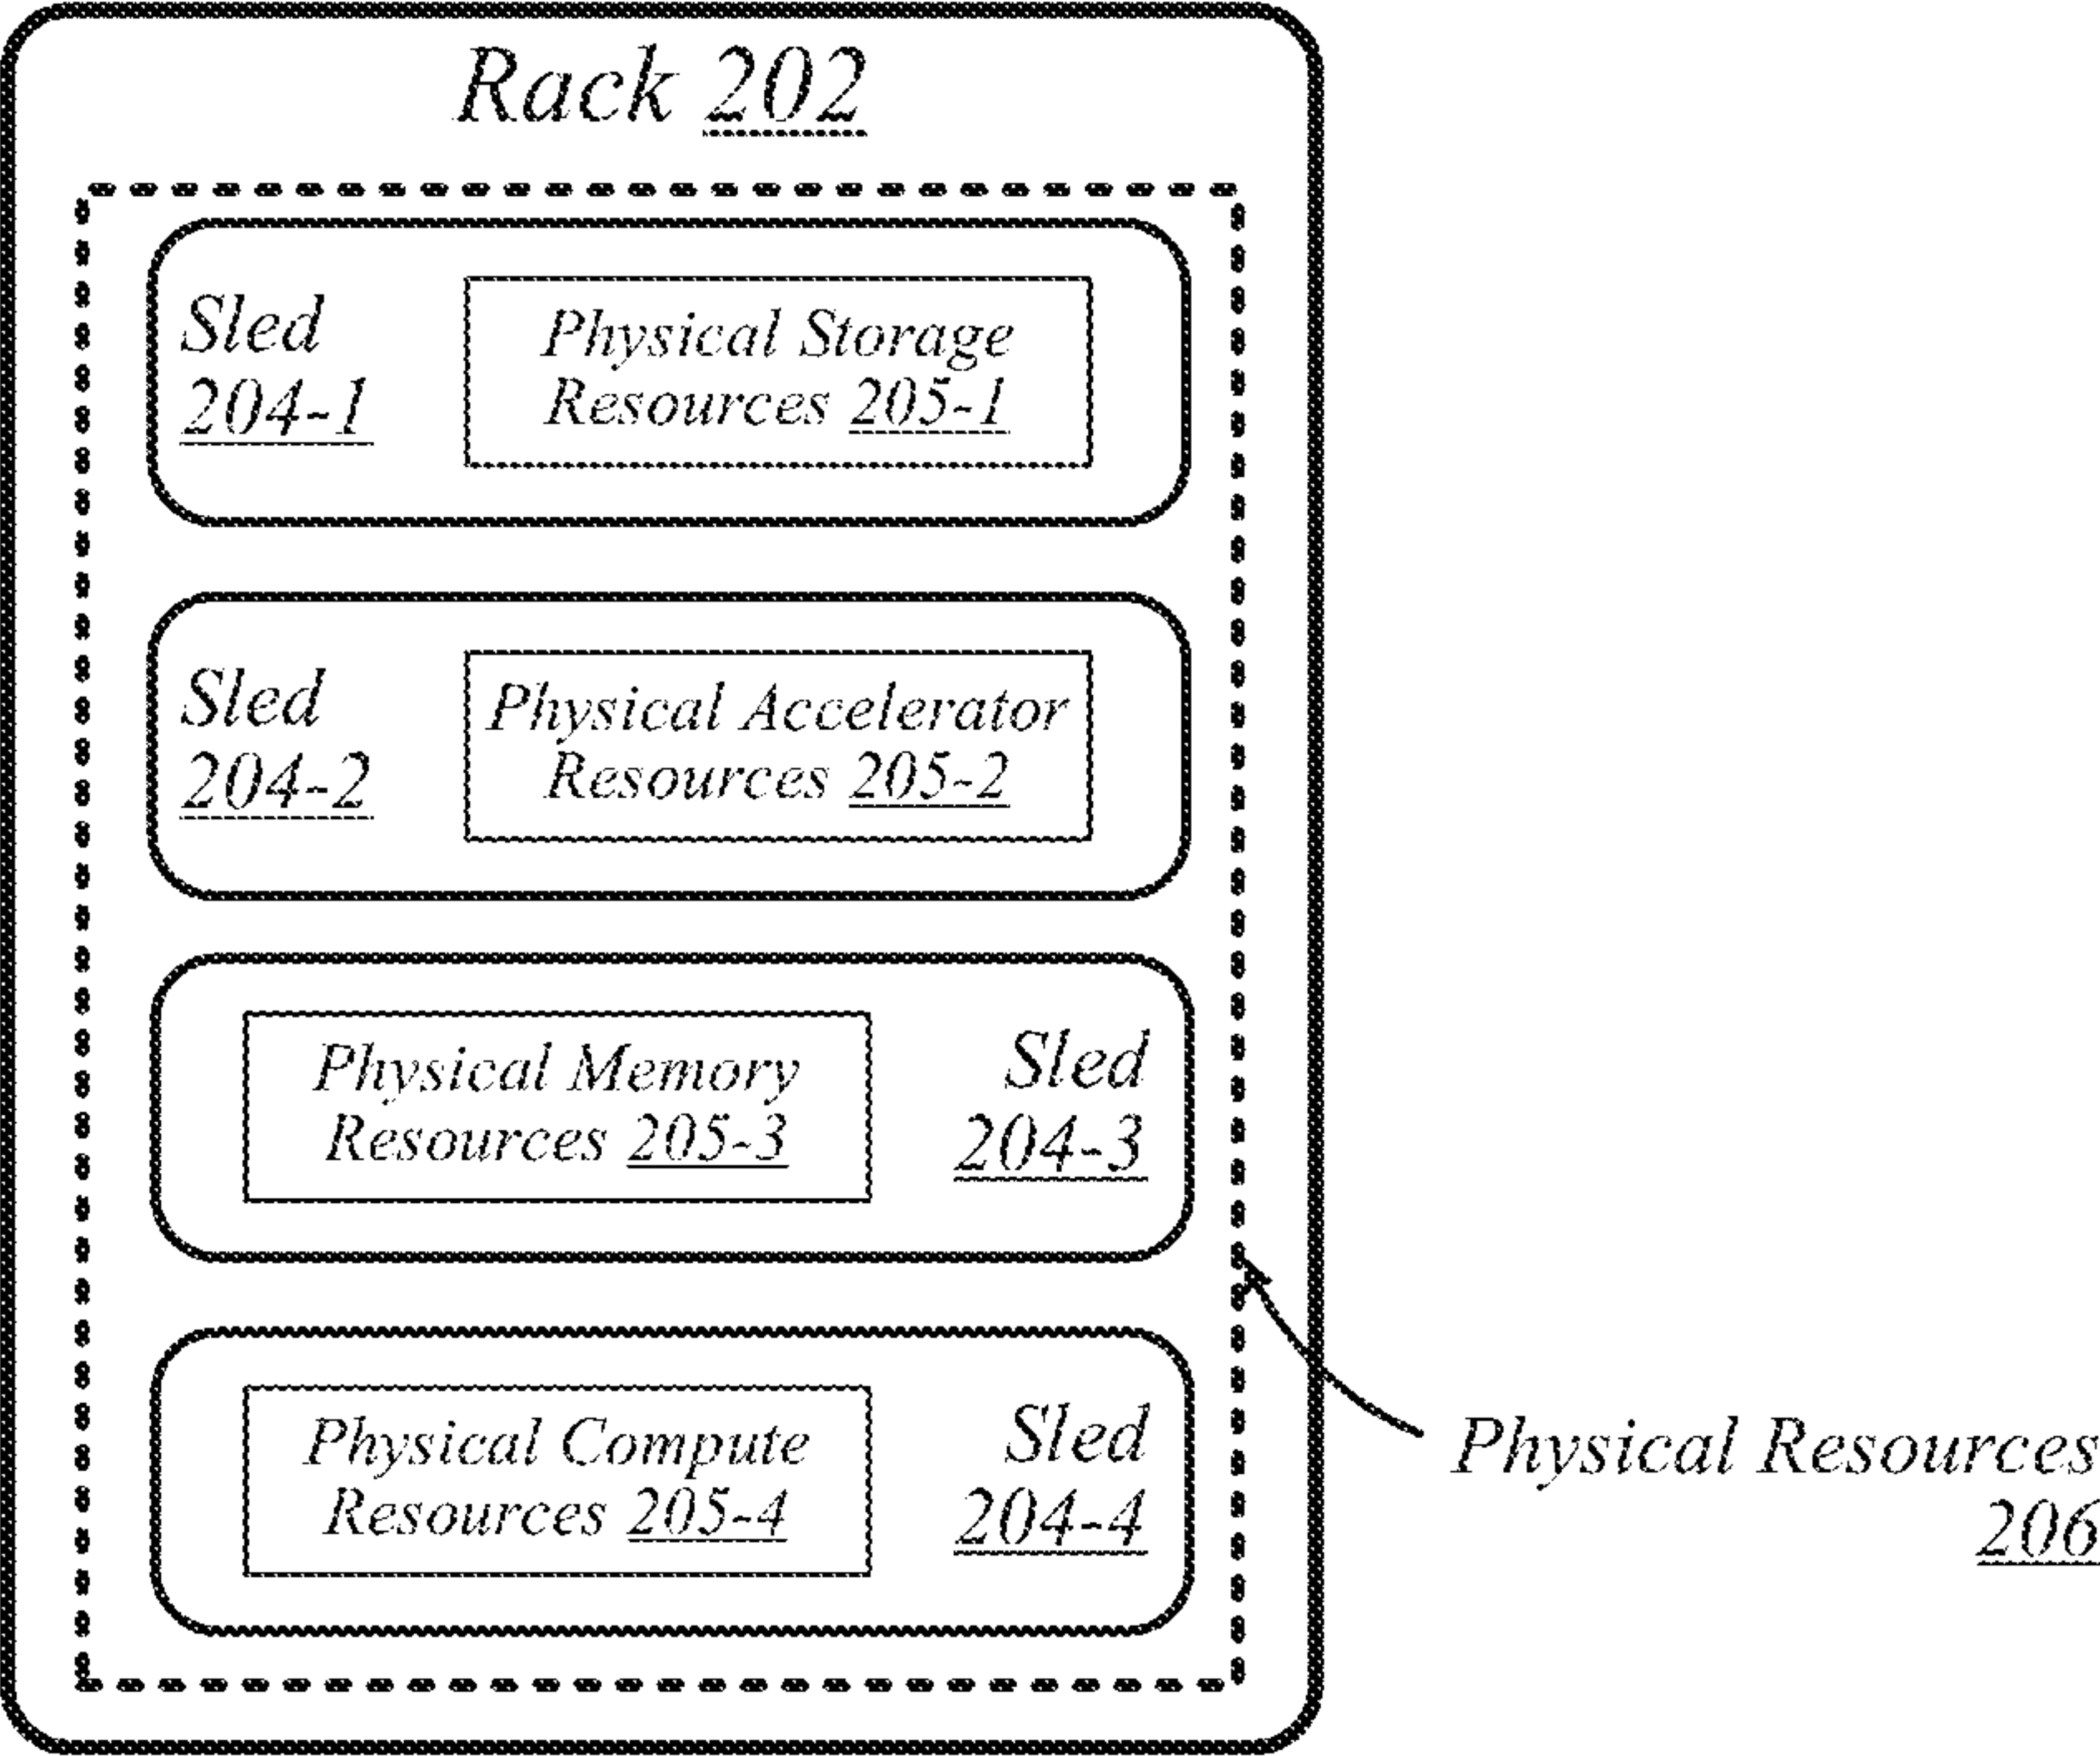 Rack 202
Sled
204-1
Physical Storage
Resources 205-1
Sled
204-2
Physical Accelerator
Resources 205-2
Physical Memory
Resources 205-3
Sled
204-3
Physical Compute
Resources 205-4
Sled
204-4
Physical Resources
206